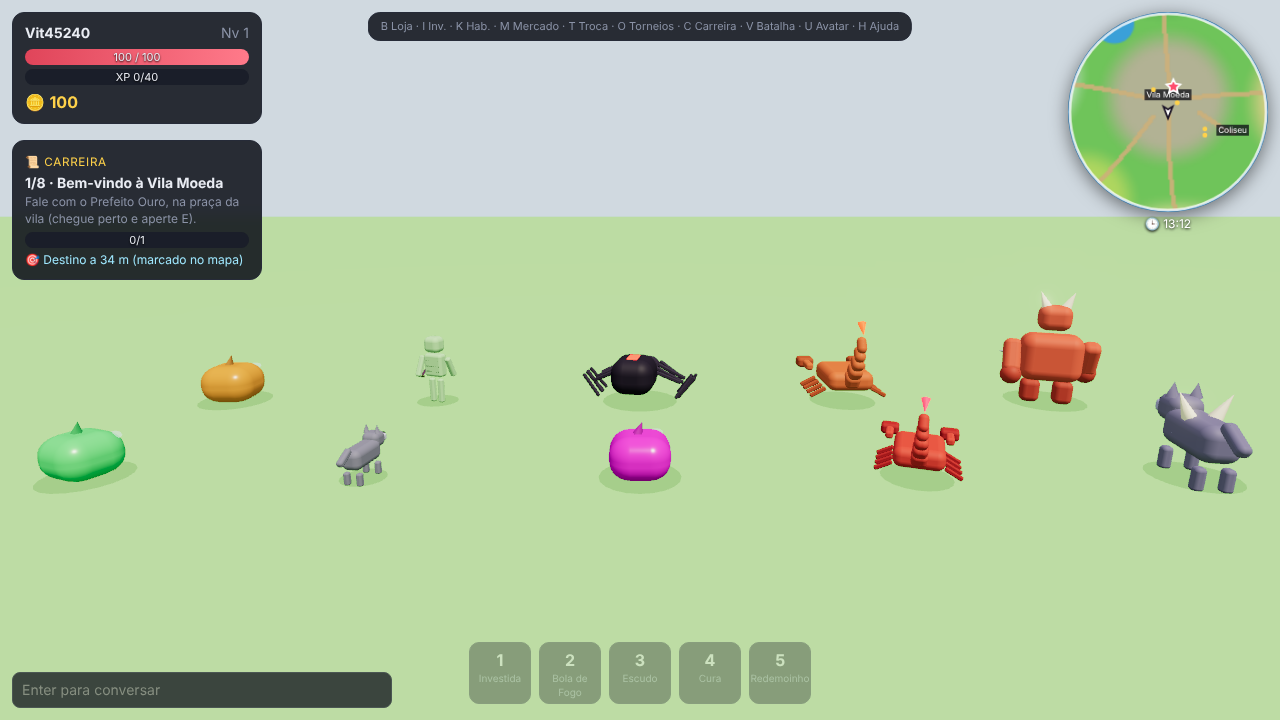 Vit45240 Nv 1
100 / 100
XP 0/40
100
B Loja · I Inv. · K Hab. · M Mercado · T Troca · O Torneios · C Carreira · V Batalha · U Avatar · H Ajuda
Vila Moeda
Coliseu
13:12
CARREIRA
1/8 · Bem-vindo à Vila Moeda
Fale com o Prefeito Ouro, na praça da
vila (chegue perto e aperte E).
0/1
Destino a 34 m (marcado no mapa)
Enter para conversar
1
Investida
2
Bola de
Fogo
3
Escudo
4
Cura
5
Redemoinho